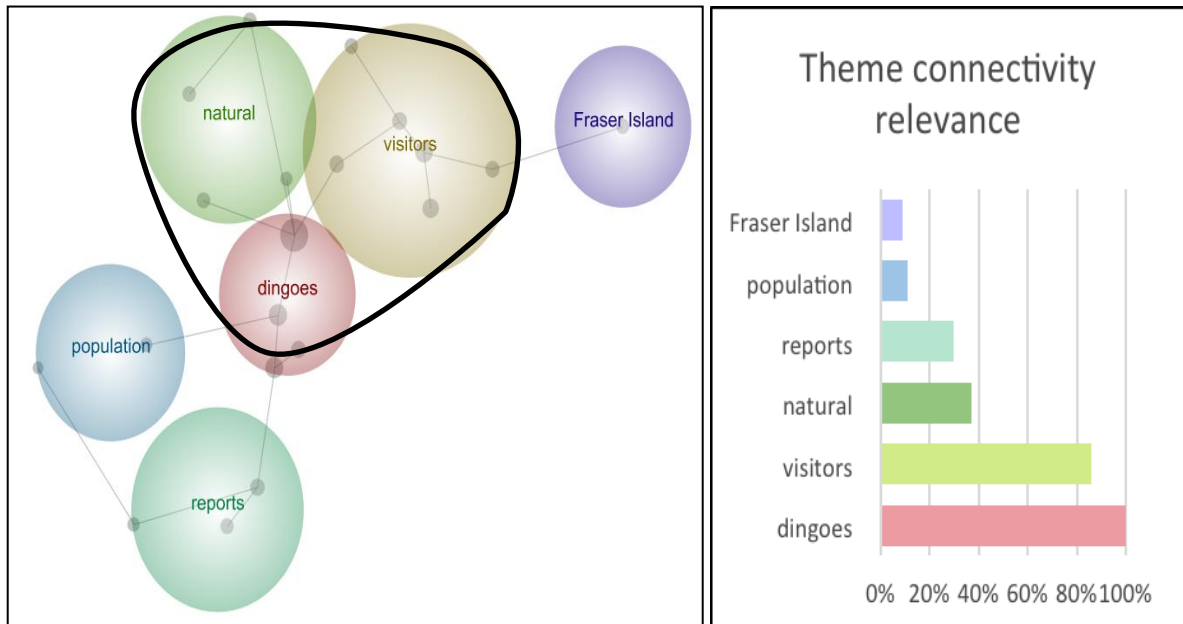 natural
visitors
Fraser Island
dingoes
population
reports
Theme connectivity
relevance
Fraser Island
population
reports
natural
visitors
dingoes
0% 20% 40% 60% 80% 100%